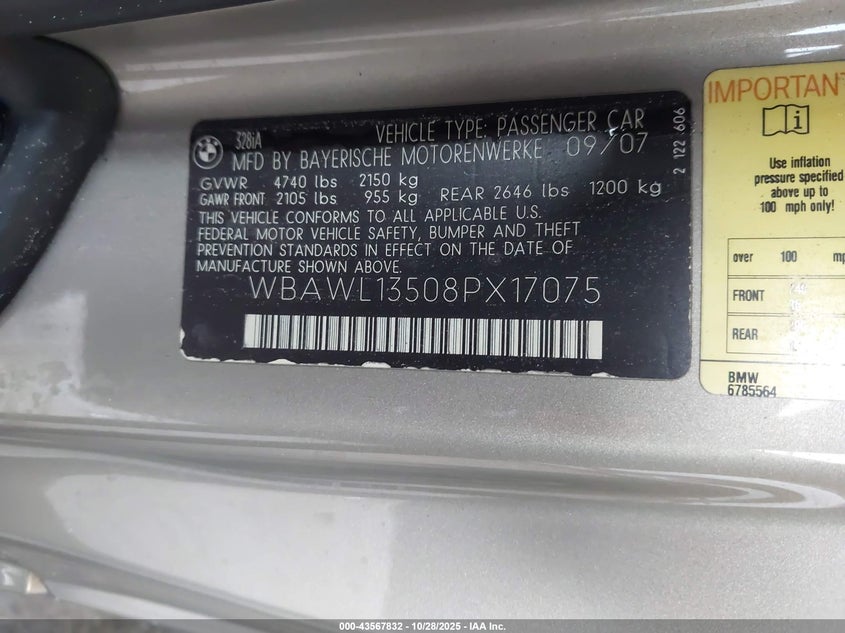 328iA
VEHICLE TYPE: PASSENGER CAR
MFD BY BAYERISCHE MOTORENWERKE 09/07
GVWR 4740 lbs 2150 kg
GAWR FRONT 2105 lbs 955 kg REAR 2646 lbs 1200 kg
THIS VEHICLE CONFORMS TO ALL APPLICABLE U.S.
FEDERAL MOTOR VEHICLE SAFETY, BUMPER AND THEFT
PREVENTION STANDARDS IN EFFECT ON THE DATE OF
MANUFACTURE SHOWN ABOVE.
WBAWL13508PX17075
2 122 606
IMPORTANT
Use inflation
pressure specified
above up to
100 mph only!
over 100 mp
FRONT
REAR
BMW
6785564
000-43567832 | 10/28/2025 - IAA Inc.